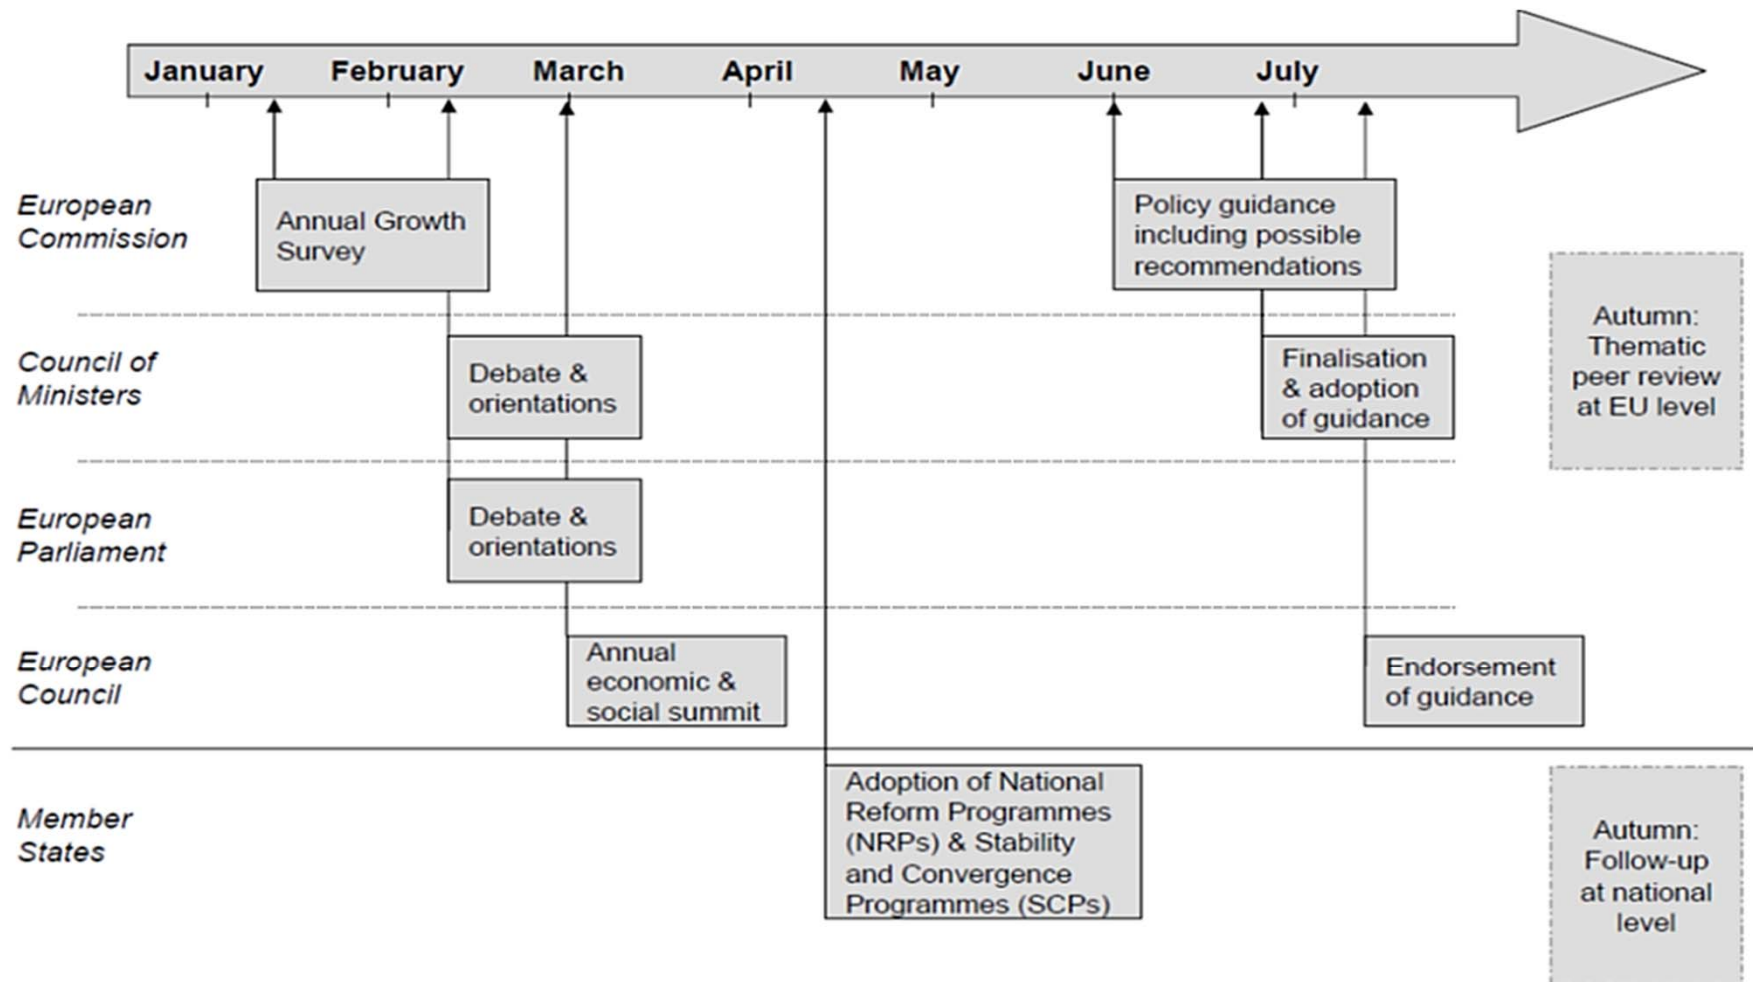 January February March April May June July
European
Commission
Annual Growth
Survey
Policy guidance
including possible
recommendations
Council of
Ministers
Debate &
orientations
Finalisation
& adoption
of guidance
Autumn:
Thematic
peer review
at EU level
European
Parliament
Debate &
orientations
European
Council
Annual
economic &
social summit
Endorsement
of guidance
Member
States
Adoption of National
Reform Programmes
(NRPs) & Stability
and Convergence
Programmes (SCPs)
Autumn:
Follow-up
at national
level